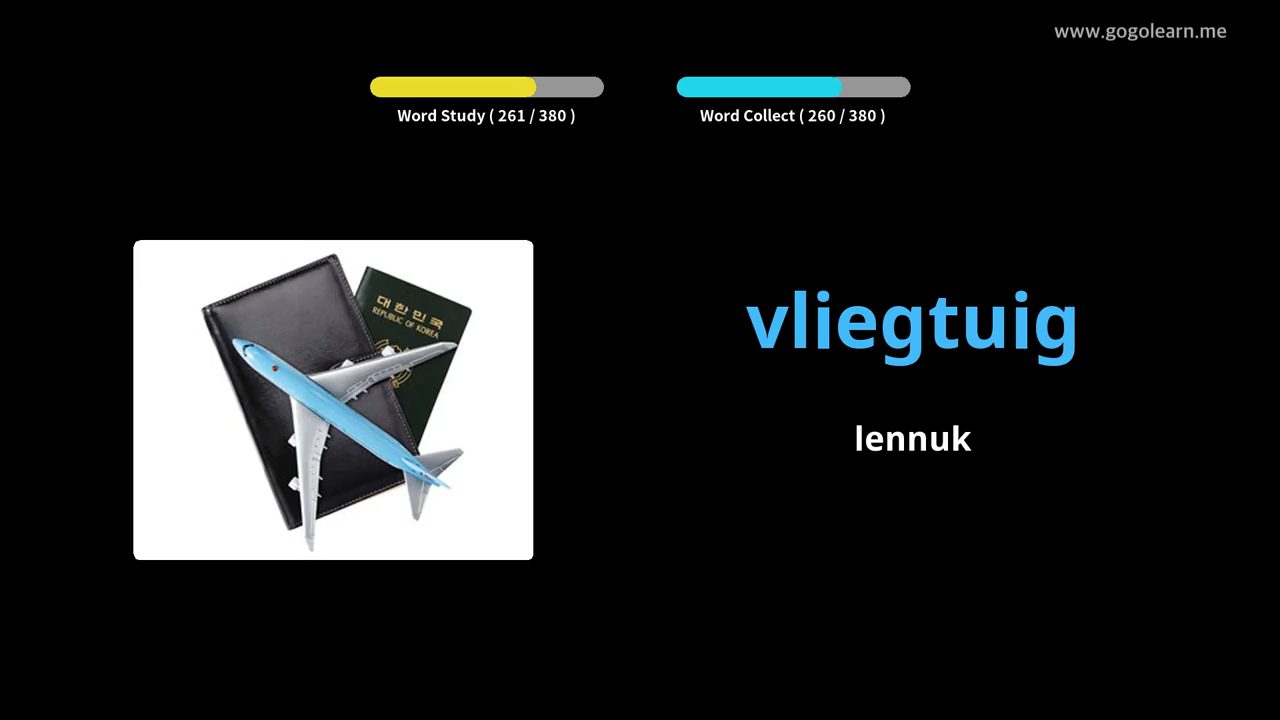 www.gogolearn.me
Word Study ( 261 / 380 )
Word Collect ( 260 / 380 )
대한민국
REPUBLIC OF KOREA
vliegtuig
lennuk